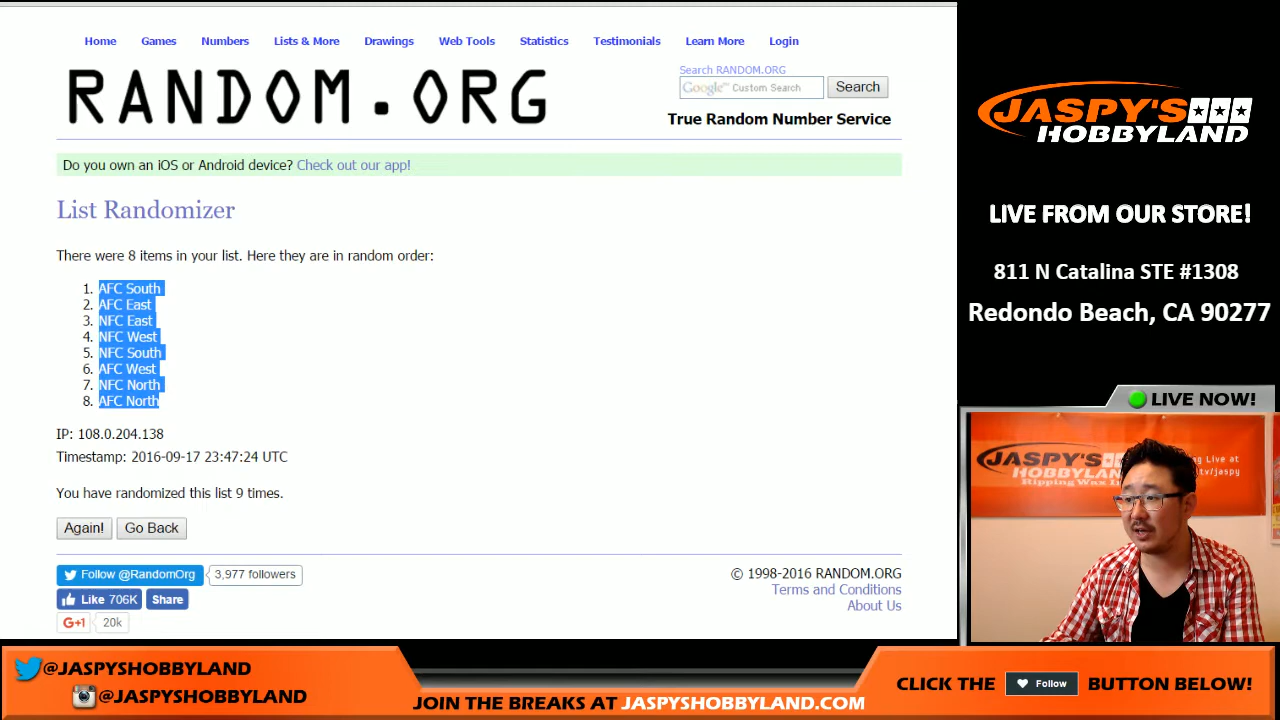 Home Games Numbers Lists & More Drawings Web Tools Statistics Testimonials Learn More Login
RANDOM.ORG
Search RANDOM.ORG
Google™ Custom Search Search
True Random Number Service
Do you own an iOS or Android device? Check out our app!
List Randomizer
There were 8 items in your list. Here they are in random order:
1. AFC South
2. AFC East
3. NFC East
4. NFC West
5. NFC South
6. AFC West
7. NFC North
8. AFC North
IP: 108.0.204.138
Timestamp: 2016-09-17 23:47:24 UTC
You have randomized this list 9 times.
Again! Go Back
Follow @RandomOrg 3,977 followers
Like 706K Share
G+1 20k
© 1998-2016 RANDOM.ORG
Terms and Conditions
About Us
JASPY'S
HOBBYLAND
LIVE FROM OUR STORE!
811 N Catalina STE #1308
Redondo Beach, CA 90277
LIVE NOW!
JASPY'S
HOBBYLAND
Ripping Wax
Live at
tv/jaspy
@JASPYSHOBBYLAND
@JASPYSHOBBYLAND
JOIN THE BREAKS AT JASPYSHOBBYLAND.COM
CLICK THE Follow BUTTON BELOW!